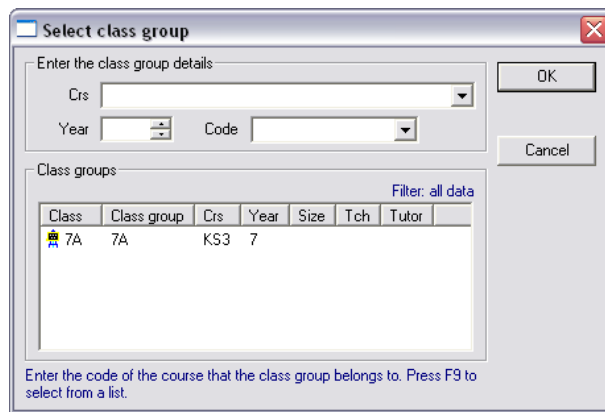 Select class group
Enter the class group details
OK
Crs
Year Code
Cancel
Class groups
Filter: all data
Class Class group Crs Year Size Tch Tutor
7A 7A KS3 7
Enter the code of the course that the class group belongs to. Press F9 to
select from a list.